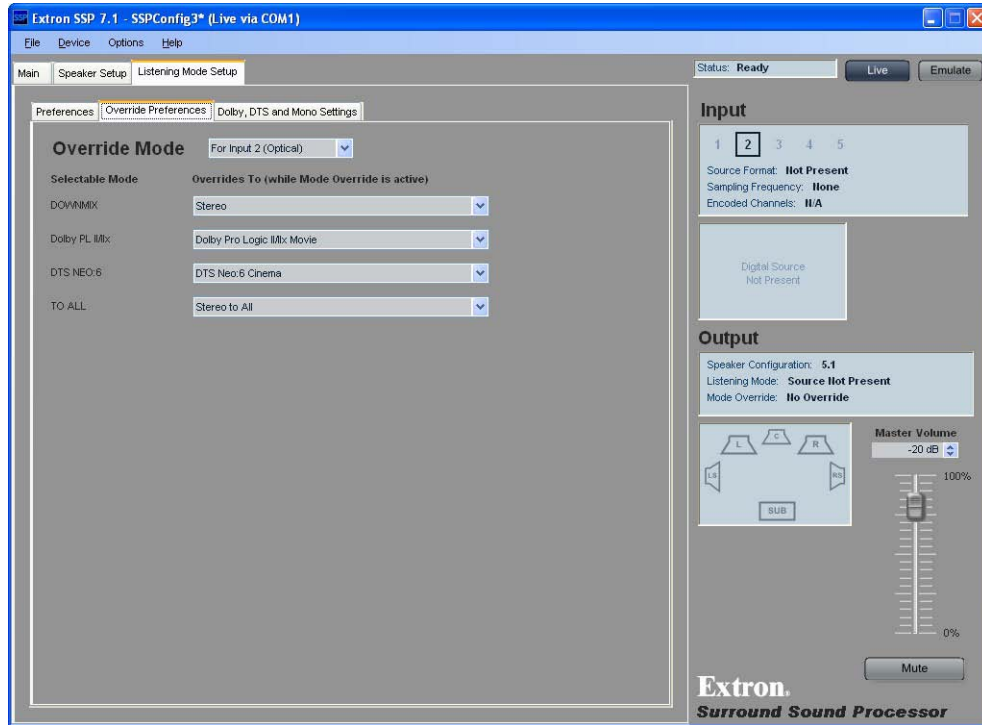 SSP Extron SSP 7.1 - SSPConfig3* (Live via COM1)
File Device Options Help
Main Speaker Setup Listening Mode Setup
Status: Ready
Live Emulate
Preferences Override Preferences Dolby, DTS and Mono Settings
Override Mode For Input 2 (Optical)
Selectable Mode Overrides To (while Mode Override is active)
DOWNMIX Stereo
Dolby PL II/IIx Dolby Pro Logic II/IIx Movie
DTS NEO:6 DTS Neo:6 Cinema
TO ALL Stereo to All
Input
1 2 3 4 5
Source Format: Not Present
Sampling Frequency: None
Encoded Channels: N/A
Digital Source
Not Present
Output
Speaker Configuration: 5.1
Listening Mode: Source Not Present
Mode Override: No Override
L C R
LS RS
SUB
Master Volume
-20 dB
100%
0%
Mute
Extron.
Surround Sound Processor